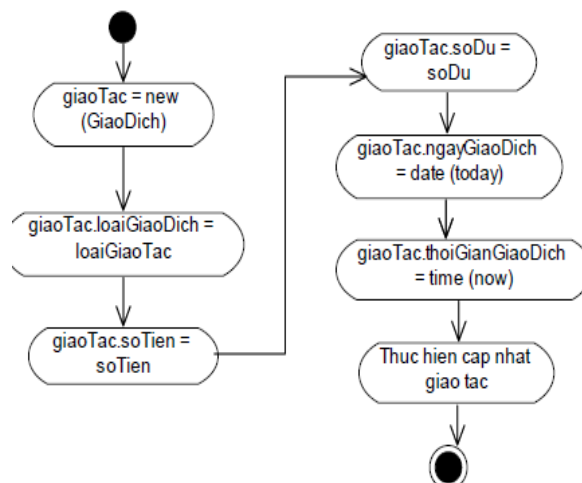 giaoTac = new
(GiaoDich)
giaoTac.loaiGiaoDich =
loaiGiaoTac
giaoTac.soTien =
soTien
giaoTac.soDu =
soDu
giaoTac.ngayGiaoDich
= date (today)
giaoTac.thoiGianGiaoDich
= time (now)
Thuc hien cap nhat
giao tac